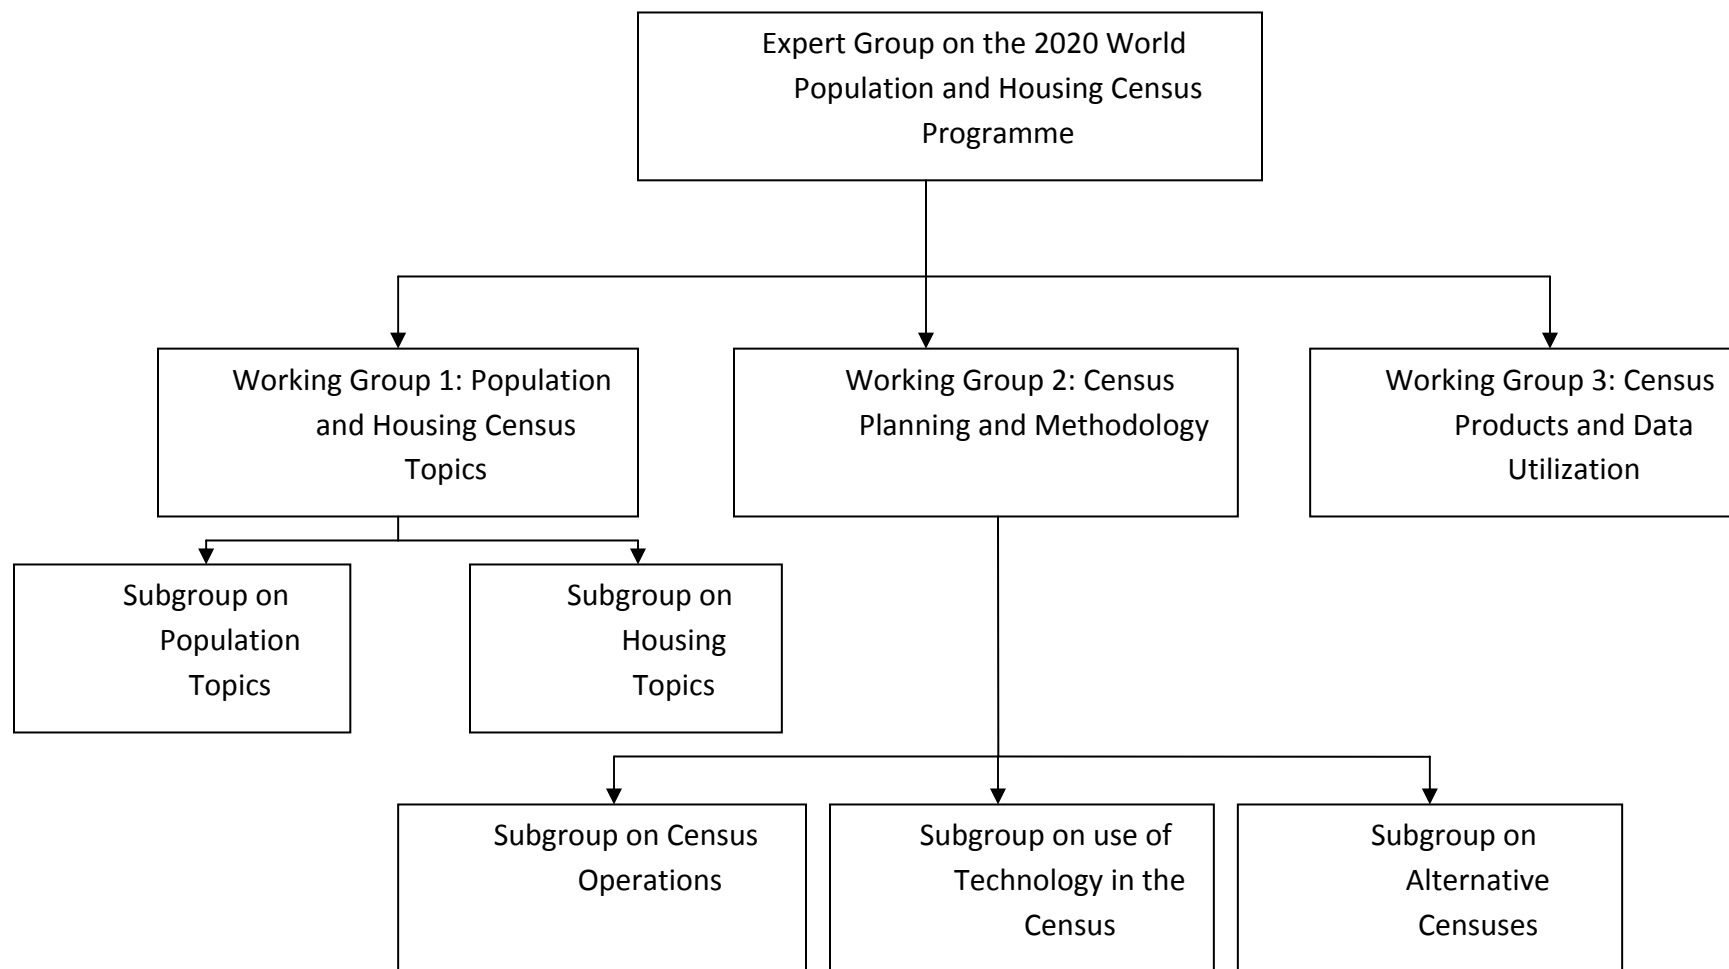 Expert Group on the 2020 World
Population and Housing Census
Programme
Working Group 1: Population
and Housing Census
Topics
Working Group 2: Census
Planning and Methodology
Working Group 3: Census
Products and Data
Utilization
Subgroup on
Population
Topics
Subgroup on
Housing
Topics
Subgroup on Census
Operations
Subgroup on use of
Technology in the
Census
Subgroup on
Alternative
Censuses